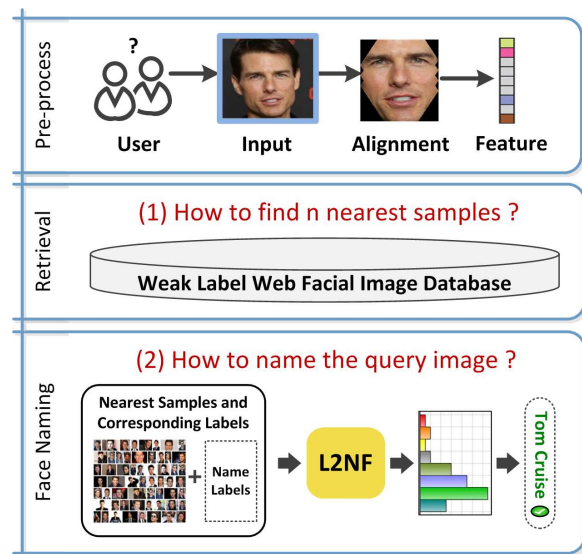 Pre-process
?
User
Input
Alignment
Feature
Retrieval
(1) How to find n nearest samples ?
Weak Label Web Facial Image Database
Face Naming
(2) How to name the query image ?
Nearest Samples and
Corresponding Labels
+
Name
Labels
L2NF
Tom Cruise